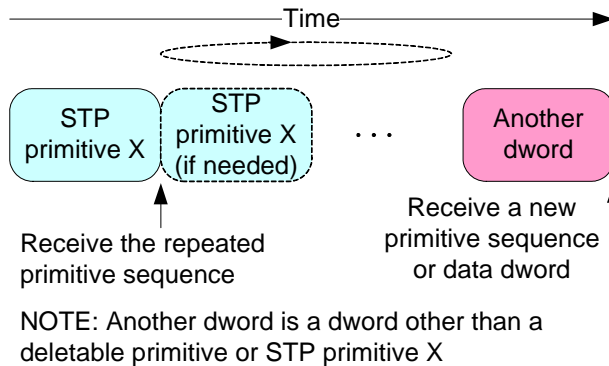 Time
STP
primitive X
STP
primitive X
(if needed)
. . .
Another
dword
Receive the repeated
primitive sequence
Receive a new
primitive sequence
or data dword
NOTE: Another dword is a dword other than a
deletable primitive or STP primitive X